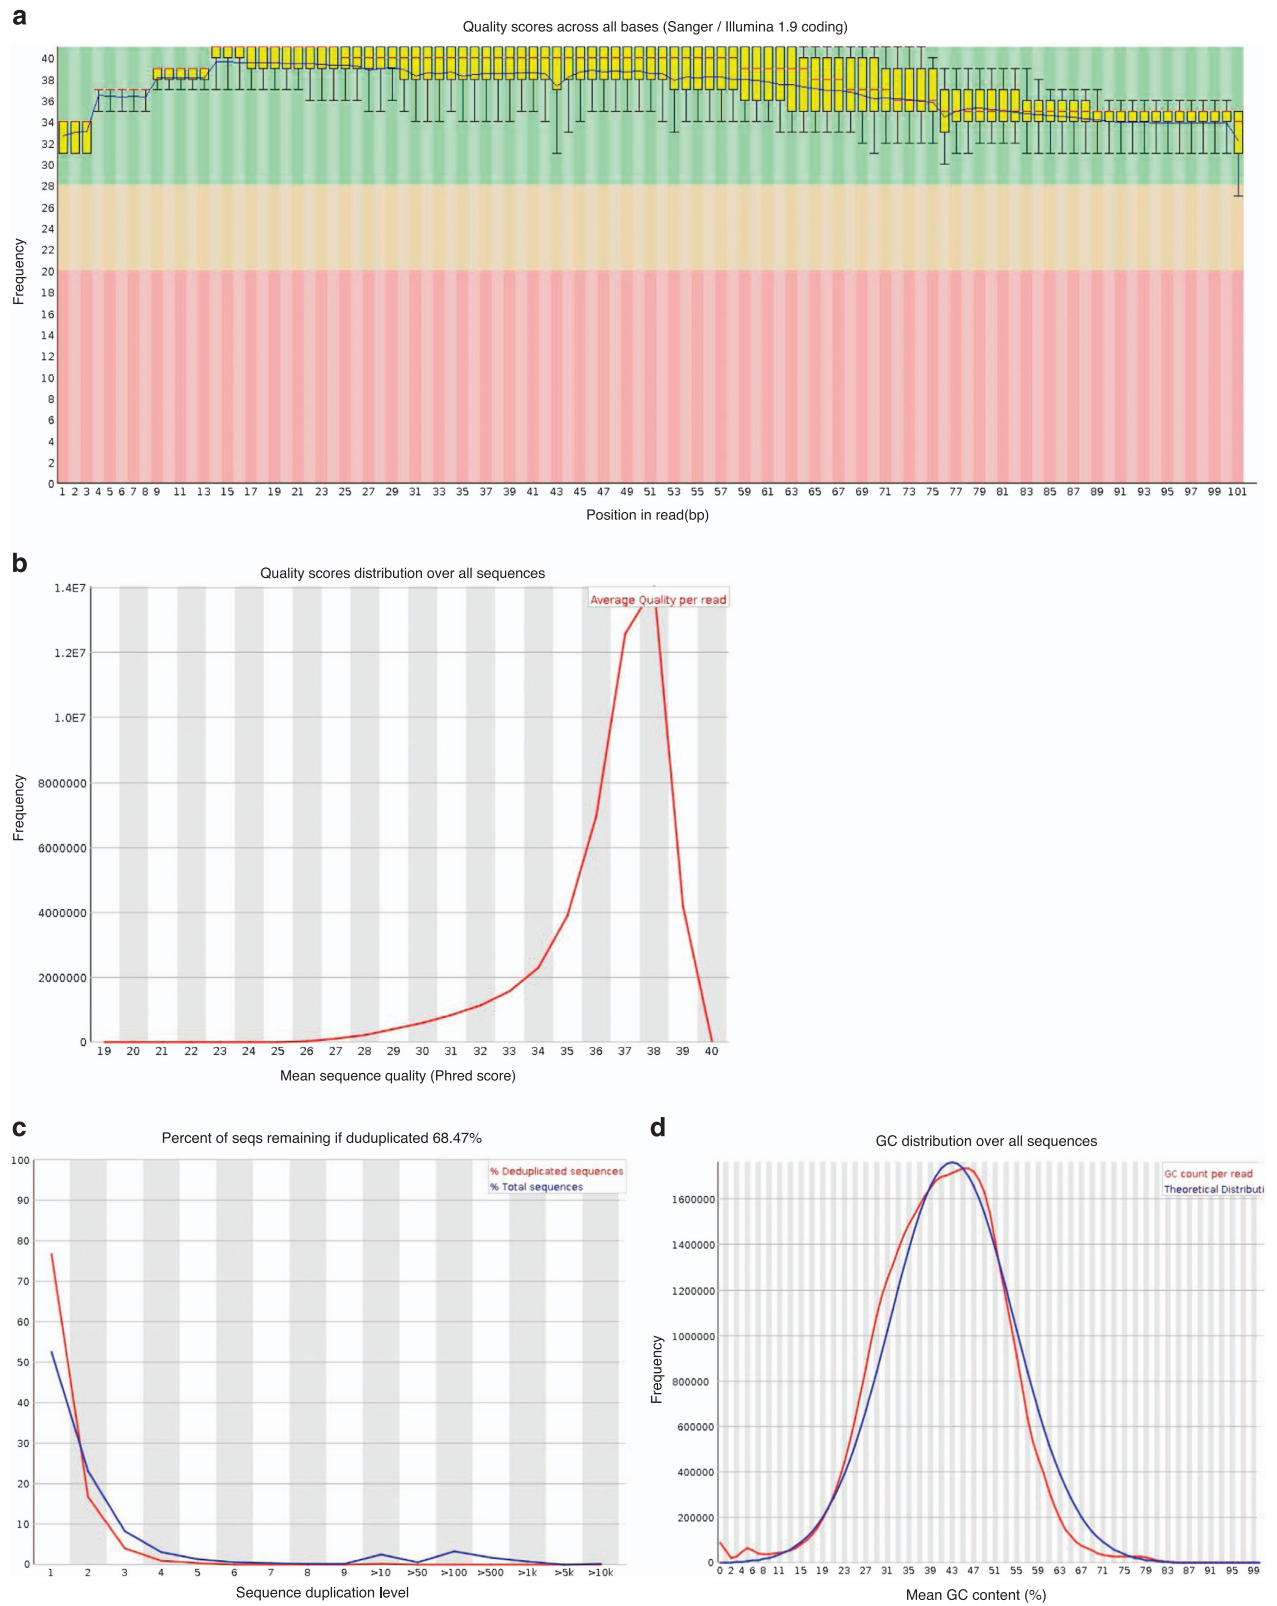 a
Quality scores across all bases (Sanger / Illumina 1.9 coding)
40
38
36
34
32
30
28
26
24
22
20
18
16
14
12
10
8
6
4
2
0
Frequency
1 2 3 4 5 6 7 8 9 11 13 15 17 19 21 23 25 27 29 31 33 35 37 39 41 43 45 47 49 51 53 55 57 59 61 63 65 67 69 71 73 75 77 79 81 83 85 87 89 91 93 95 97 99 101
Position in read(bp)
b
Quality scores distribution over all sequences
Average Quality per read
1.4E7
1.2E7
1.0E7
8000000
6000000
4000000
2000000
0
Frequency
19 20 21 22 23 24 25 26 27 28 29 30 31 32 33 34 35 36 37 38 39 40
Mean sequence quality (Phred score)
c
Percent of seqs remaining if duduplicated 68.47%
% Deduplicated sequences
% Total sequences
100
90
80
70
60
50
40
30
20
10
0
1 2 3 4 5 6 7 8 9 >10 >50 >100 >500 >1k >5k >10k
Sequence duplication level
d
GC distribution over all sequences
GC count per read
Theoretical Distributi
1600000
1400000
1200000
1000000
800000
600000
400000
200000
0
Frequency
0 2 4 6 8 11 15 19 23 27 31 35 39 43 47 51 55 59 63 67 71 75 79 83 87 91 95 99
Mean GC content (%)